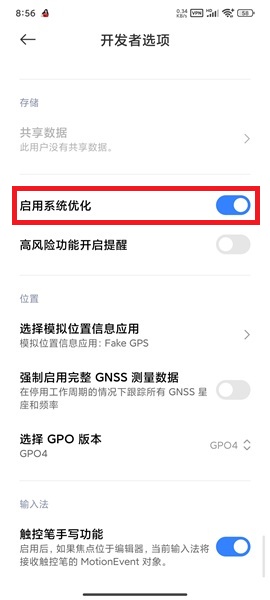 8:56
0.34 KB/s VPN HD 58
开发者选项
存储
共享数据
此用户没有共享数据。
启用系统优化
高风险功能开启提醒
位置
选择模拟位置信息应用
模拟位置信息应用：Fake GPS
强制启用完整 GNSS 测量数据
在停用工作周期的情况下跟踪所有 GNSS 星
座和频率
选择 GPO 版本
GPO4
GPO4
输入法
触控笔手写功能
启用后，如果焦点位于编辑器，当前输入法将
接收触控笔的 MotionEvent 对象。